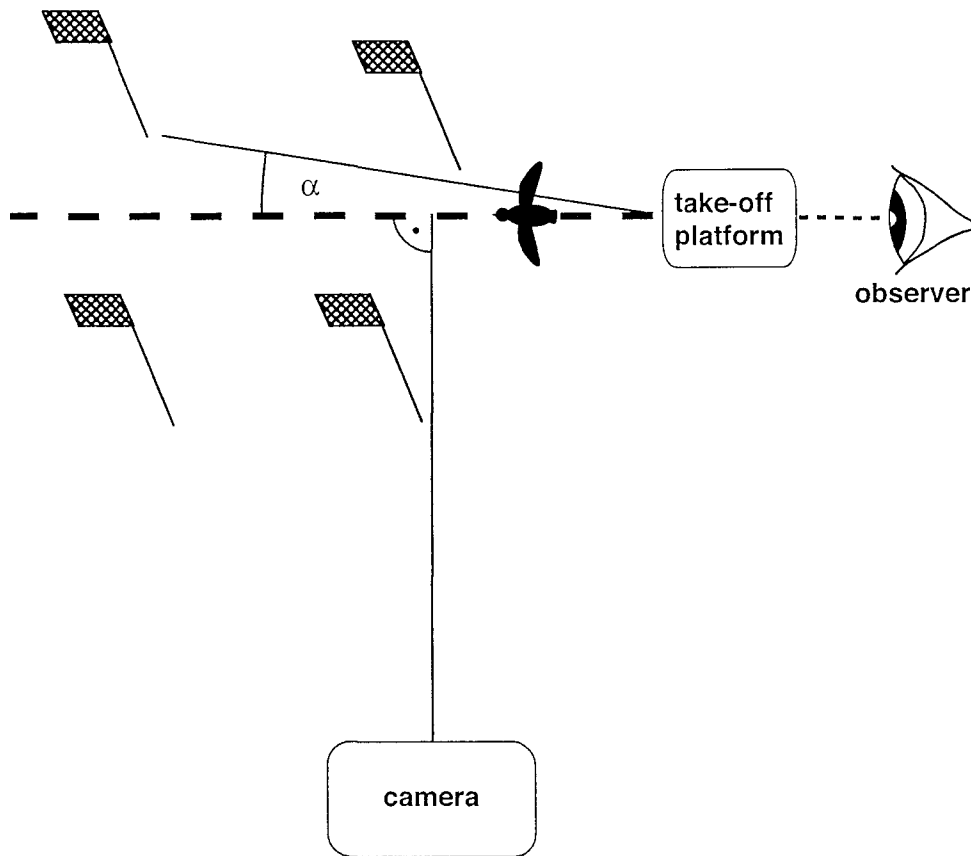 α
take-off
platform
observer
camera